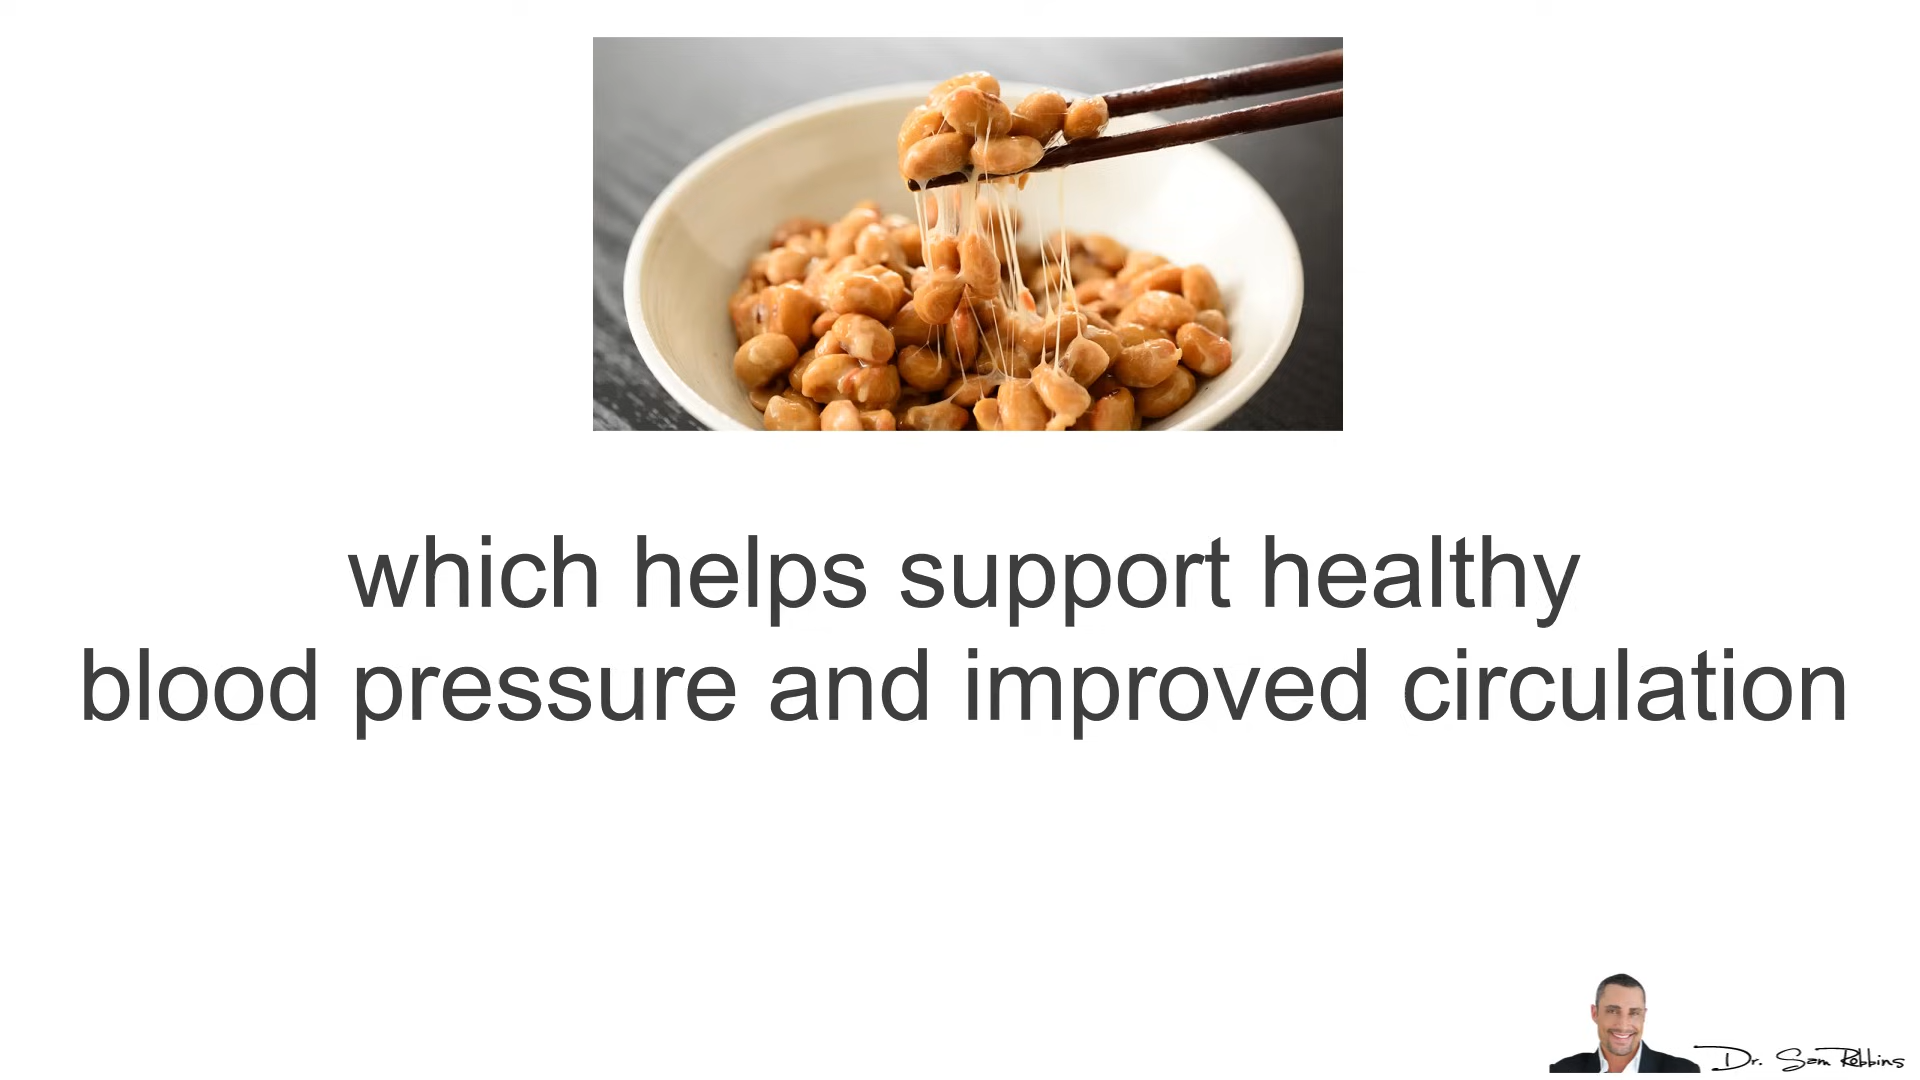 which helps support healthy
blood pressure and improved circulation
Dr. Sam Robbins